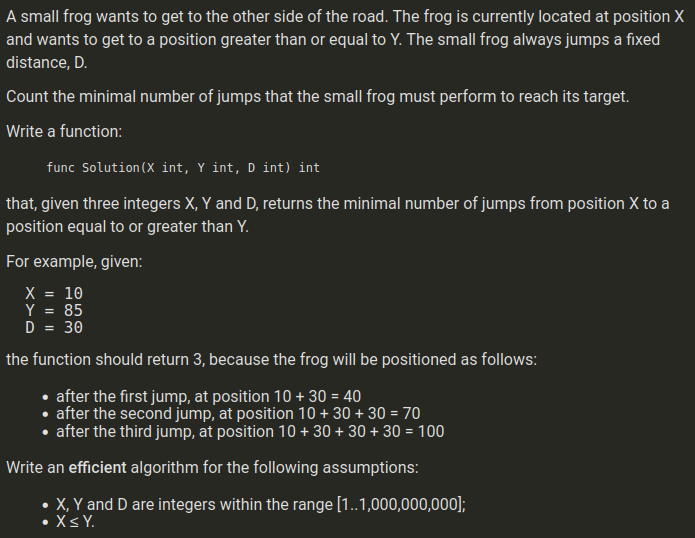 A small frog wants to get to the other side of the road. The frog is currently located at position X
and wants to get to a position greater than or equal to Y. The small frog always jumps a fixed
distance, D.
Count the minimal number of jumps that the small frog must perform to reach its target.
Write a function:
func Solution(X int, Y int, D int) int
that, given three integers X, Y and D, returns the minimal number of jumps from position X to a
position equal to or greater than Y.
For example, given:
X = 10
Y = 85
D = 30
the function should return 3, because the frog will be positioned as follows:
• after the first jump, at position 10 + 30 = 40
• after the second jump, at position 10 + 30 + 30 = 70
• after the third jump, at position 10 + 30 + 30 + 30 = 100
Write an efficient algorithm for the following assumptions:
• X, Y and D are integers within the range [1..1,000,000,000];
• X ≤ Y.